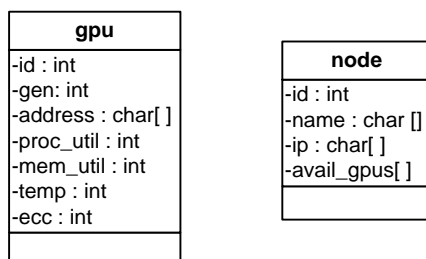 gpu
-id : int
-gen: int
-address : char[ ]
-proc_util : int
-mem_util : int
-temp : int
-ecc : int
node
-id : int
-name : char []
-ip : char[ ]
-avail_gpus[ ]